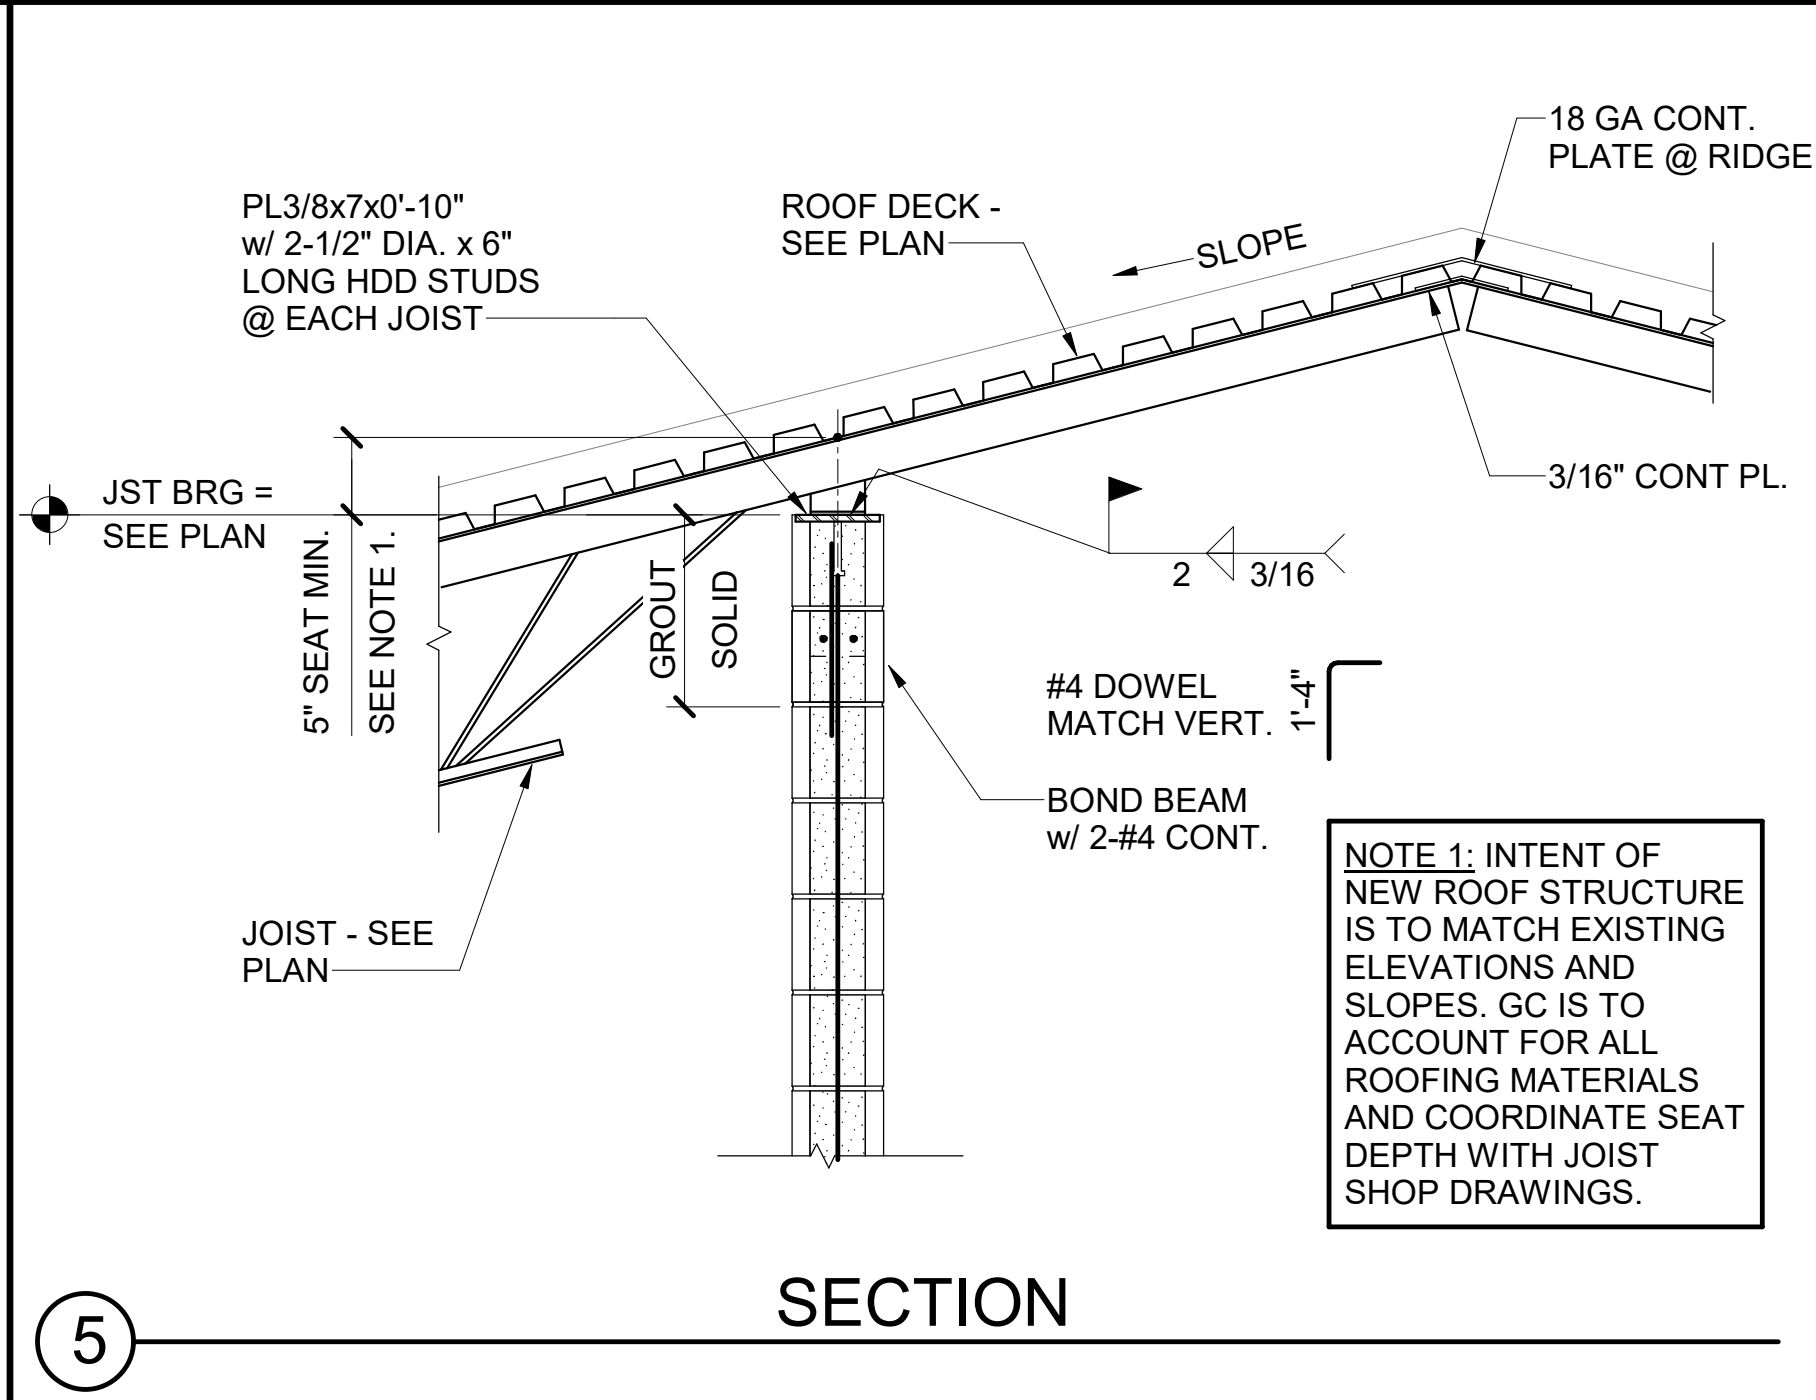 18 GA CONT.
PLATE @ RIDGE
PL3/8x7x0'-10"
w/ 2-1/2" DIA. x 6"
LONG HDD STUDS
@ EACH JOIST
ROOF DECK -
SEE PLAN
SLOPE
JST BRG =
SEE PLAN
5" SEAT MIN.
SEE NOTE 1.
GROUT
SOLID
3/16" CONT PL.
2
3/16
#4 DOWEL
MATCH VERT.
1'-4"
BOND BEAM
w/ 2-#4 CONT.
JOIST - SEE
PLAN
NOTE 1: INTENT OF
NEW ROOF STRUCTURE
IS TO MATCH EXISTING
ELEVATIONS AND
SLOPES. GC IS TO
ACCOUNT FOR ALL
ROOFING MATERIALS
AND COORDINATE SEAT
DEPTH WITH JOIST
SHOP DRAWINGS.
SECTION
5